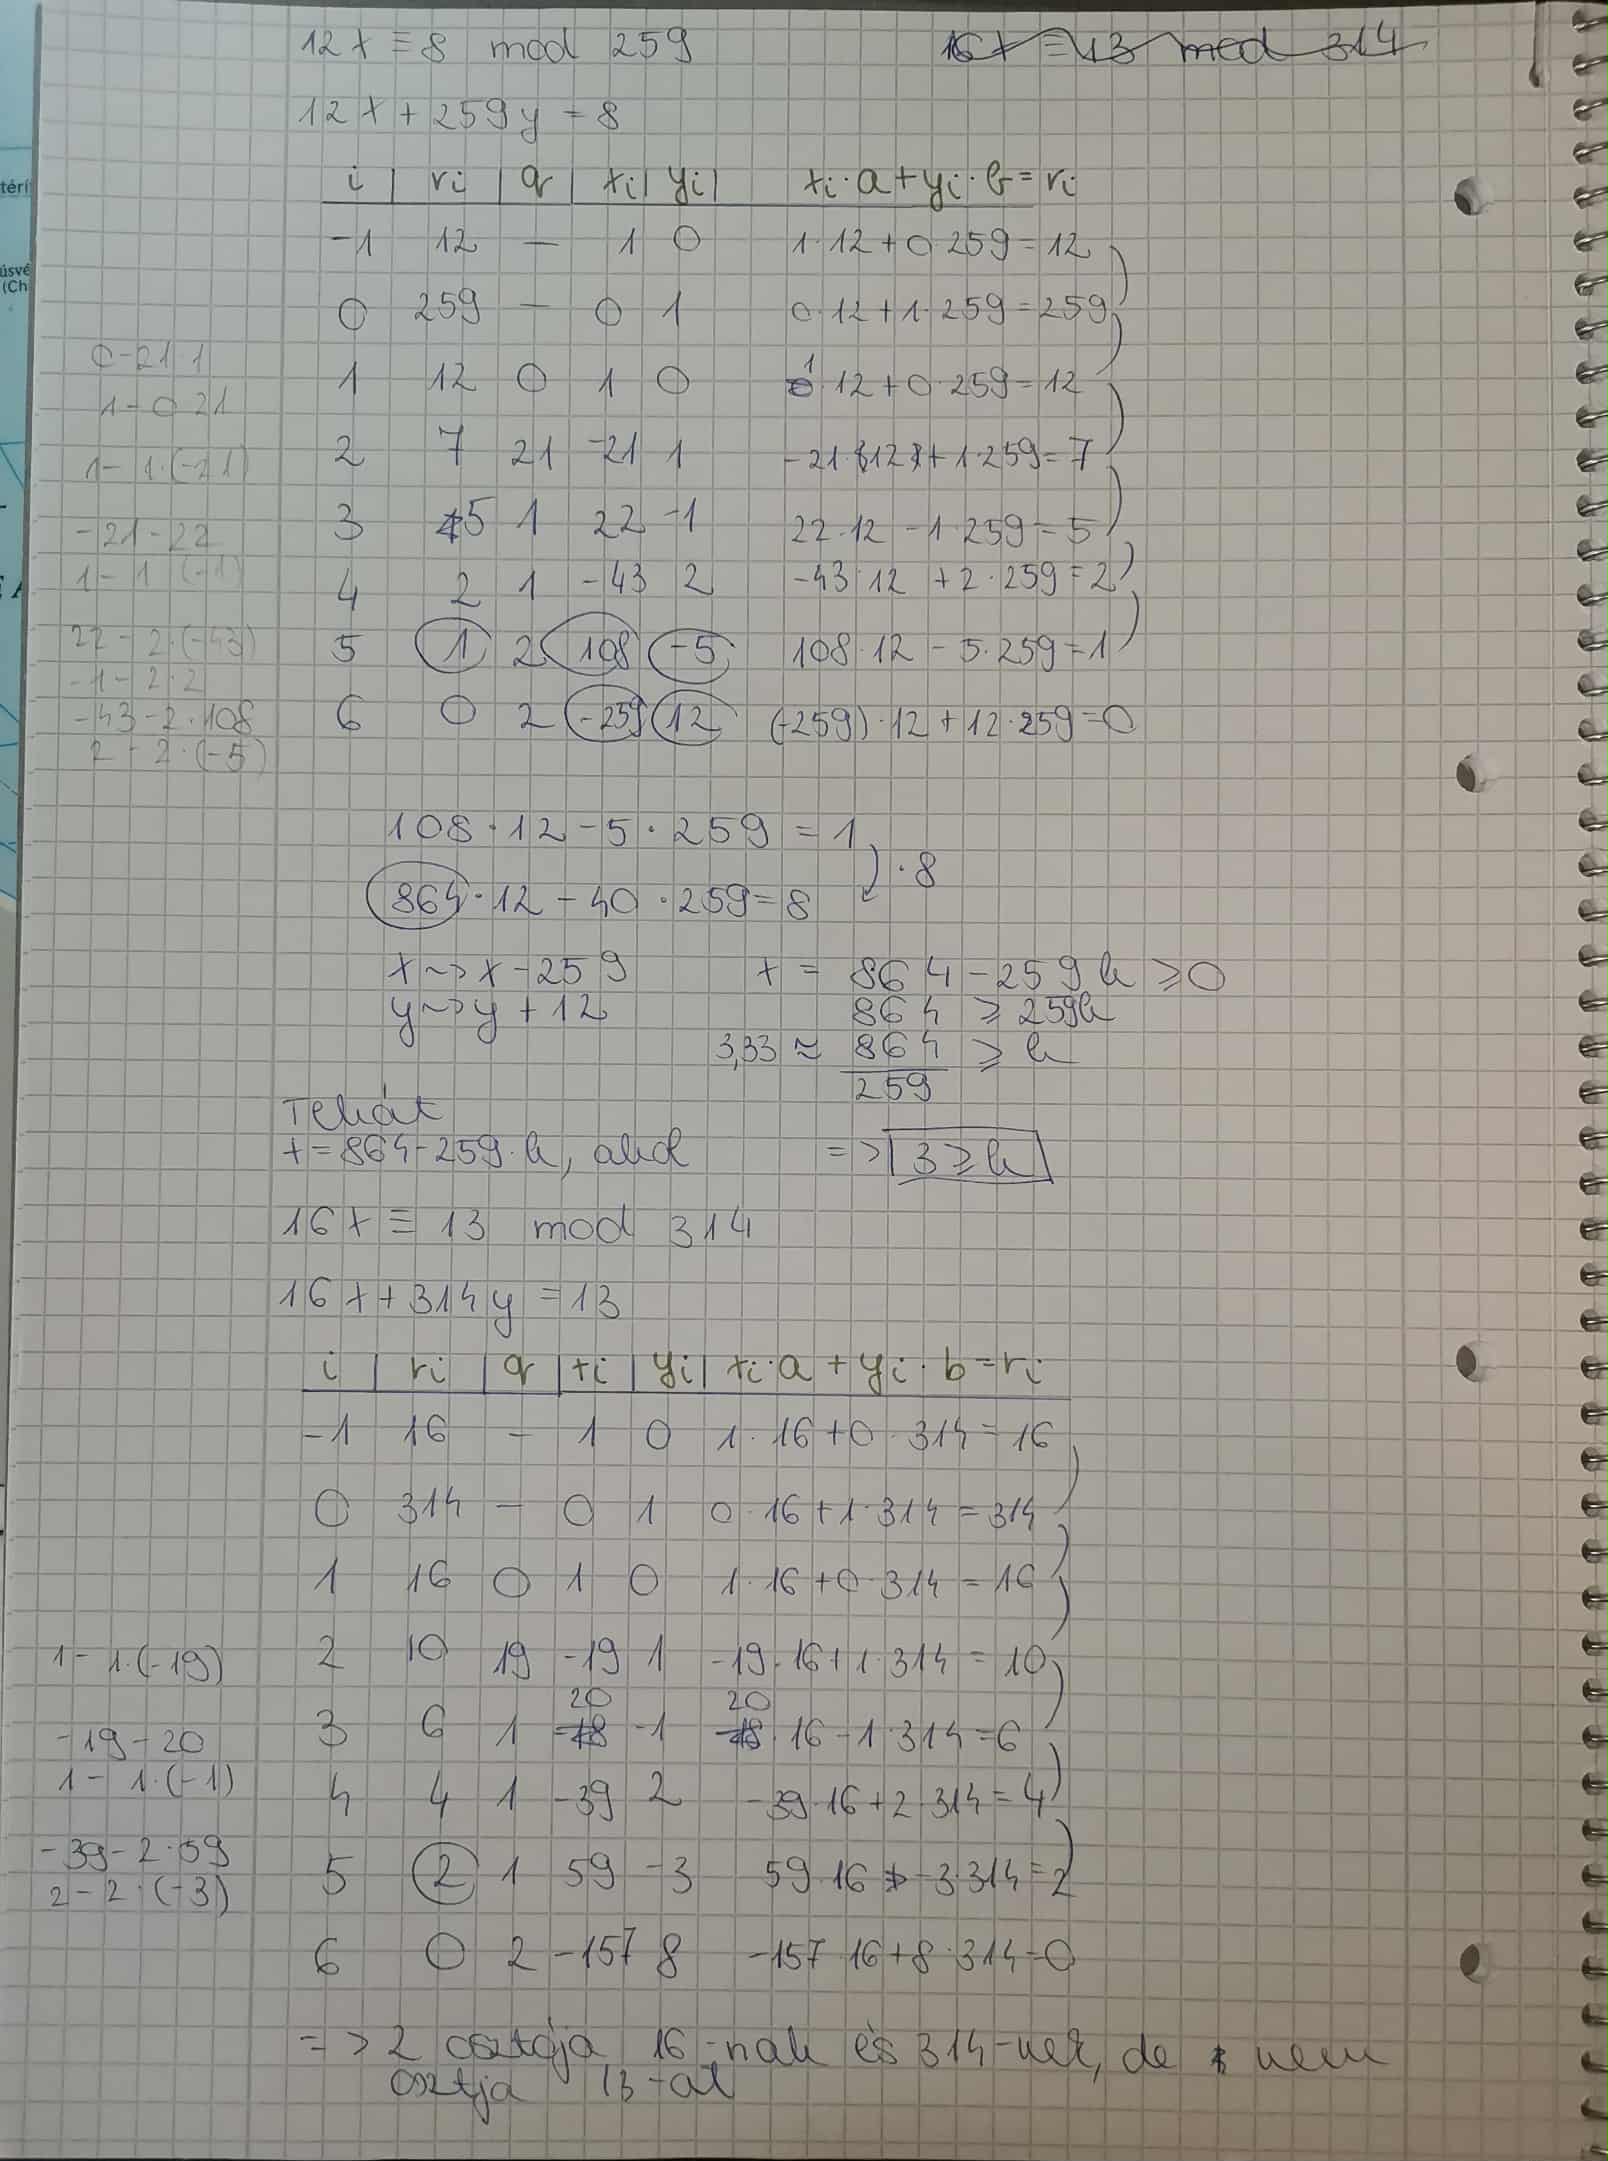 12x ≡ 8 mod 259
16x ≡ 13 mod 314
12x + 259y = 8
i | ri | q | xi | yi | xi·a + yi·b = ri
-1 12 — 1 0 1·12 + 0·259 = 12
0 259 — 0 1 0·12 + 1·259 = 259
0-21·1
1 12 0 1 0 1·12 + 0·259 = 12
1-0·21
2 7 21 -21 1 -21·12 + 1·259 = 7
1-1·(-21)
3 5 1 22 -1 22·12 - 1·259 = 5
-21-22
1-1·(-1)
4 2 1 -43 2 -43·12 + 2·259 = 2
22-2·(-43)
5 1 2 108 -5 108·12 - 5·259 = 1
-1-2·2
-43-2·108
6 0 2 -259 12 (-259)·12 + 12·259 = 0
2-2·(-5)
108·12 - 5·259 = 1
·8
864·12 - 40·259 = 8
x ~> x - 259 x = 864 - 259k ≥ 0
y ~> y + 12 864 ≥ 259k
3,33 ≈ 864/259 ≥ k
Tehát
x = 864 - 259·k, ahol => 3 ≥ k
16x ≡ 13 mod 314
16x + 314y = 13
i | ri | q | xi | yi | xi·a + yi·b = ri
-1 16 — 1 0 1·16 + 0·314 = 16
0 314 — 0 1 0·16 + 1·314 = 314
1 16 0 1 0 1·16 + 0·314 = 16
1-1·(-19)
2 10 19 -19 1 -19·16 + 1·314 = 10
3 6 1 20 -1 20·16 - 1·314 = 6
-19-20
1-1·(-1)
4 4 1 -39 2 -39·16 + 2·314 = 4
-39-2·59
5 2 1 59 -3 59·16 - 3·314 = 2
2-2·(-3)
6 0 2 -157 8 -157·16 + 8·314 = 0
=> 2 osztója 16-nak és 314-nek, de nem
osztja 13-at